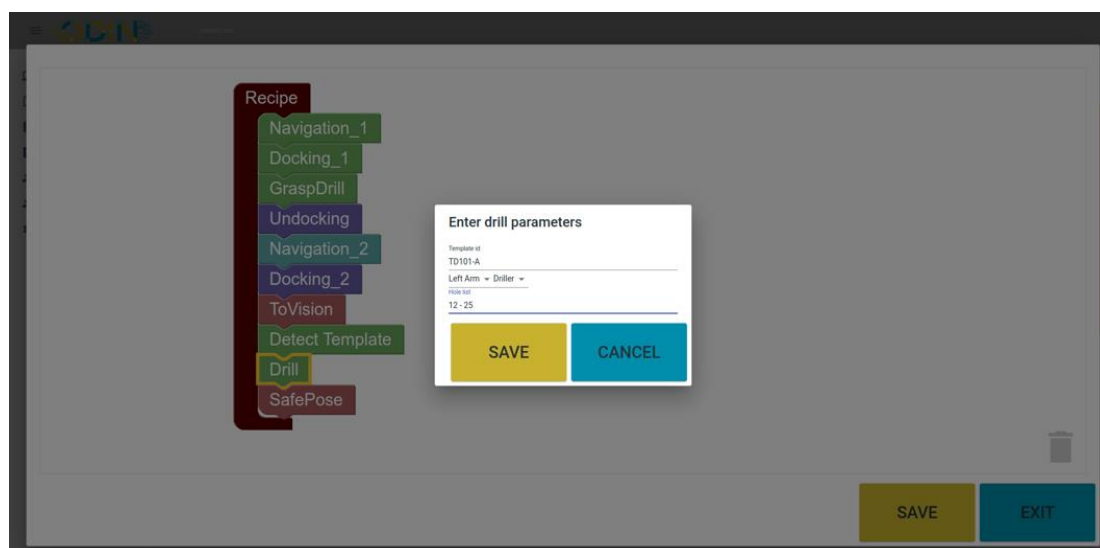 Recipe
Navigation_1
Docking_1
GraspDrill
Undocking
Navigation_2
Docking_2
ToVision
Detect Template
Drill
SafePose
Enter drill parameters
Template id
TD101-A
Left Arm Driller
Hole list
12 - 25
SAVE CANCEL
SAVE EXIT